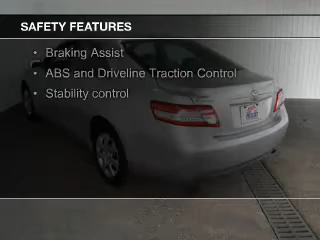 SAFETY FEATURES
• Braking Assist
• ABS and Driveline Traction Control
• Stability control